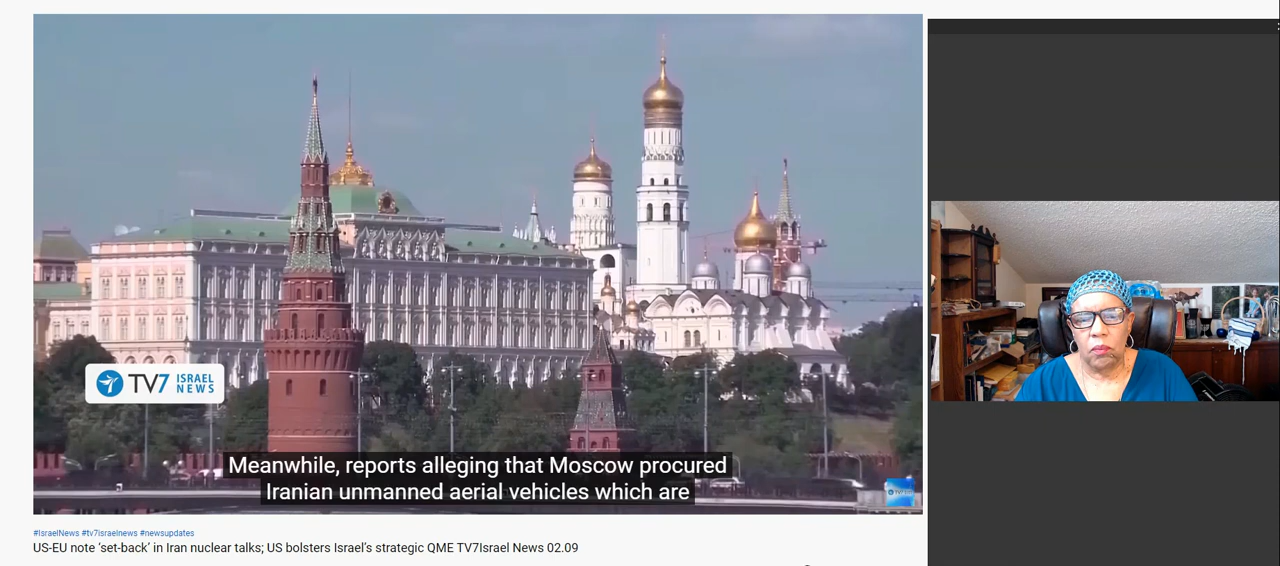 TV7 ISRAEL
NEWS
Meanwhile, reports alleging that Moscow procured
Iranian unmanned aerial vehicles which are
TV7
#IsraelNews #tv7israelnews #newsupdates
US-EU note ‘set-back’ in Iran nuclear talks; US bolsters Israel’s strategic QME TV7Israel News 02.09